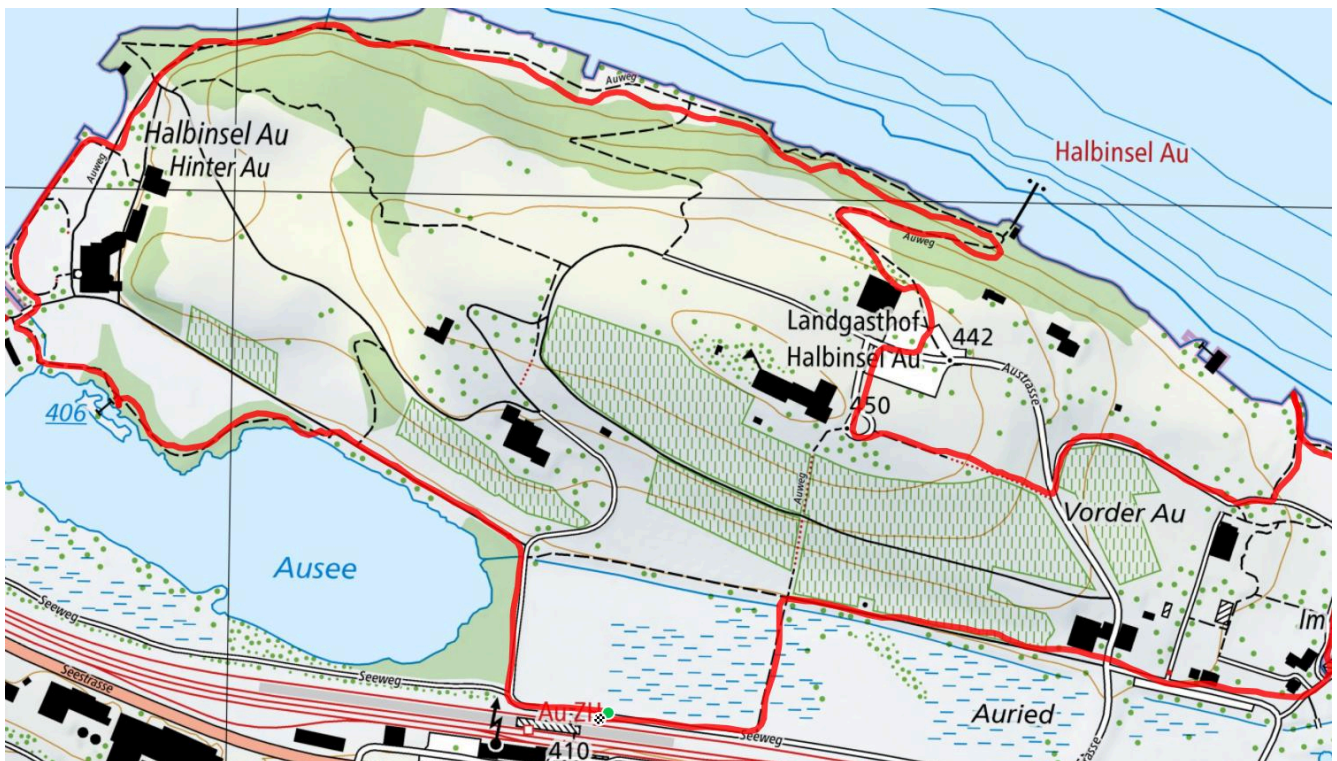 Auweg
Halbinsel Au
Hinter Au
Auweg
Halbinsel Au
Auweg
Landgasthof
Halbinsel Au
442
Austrasse
450
406
Auweg
Vorder Au
Ausee
Seeweg
Im
Seestrasse
Seeweg
Au ZH
410
Seeweg
Auried